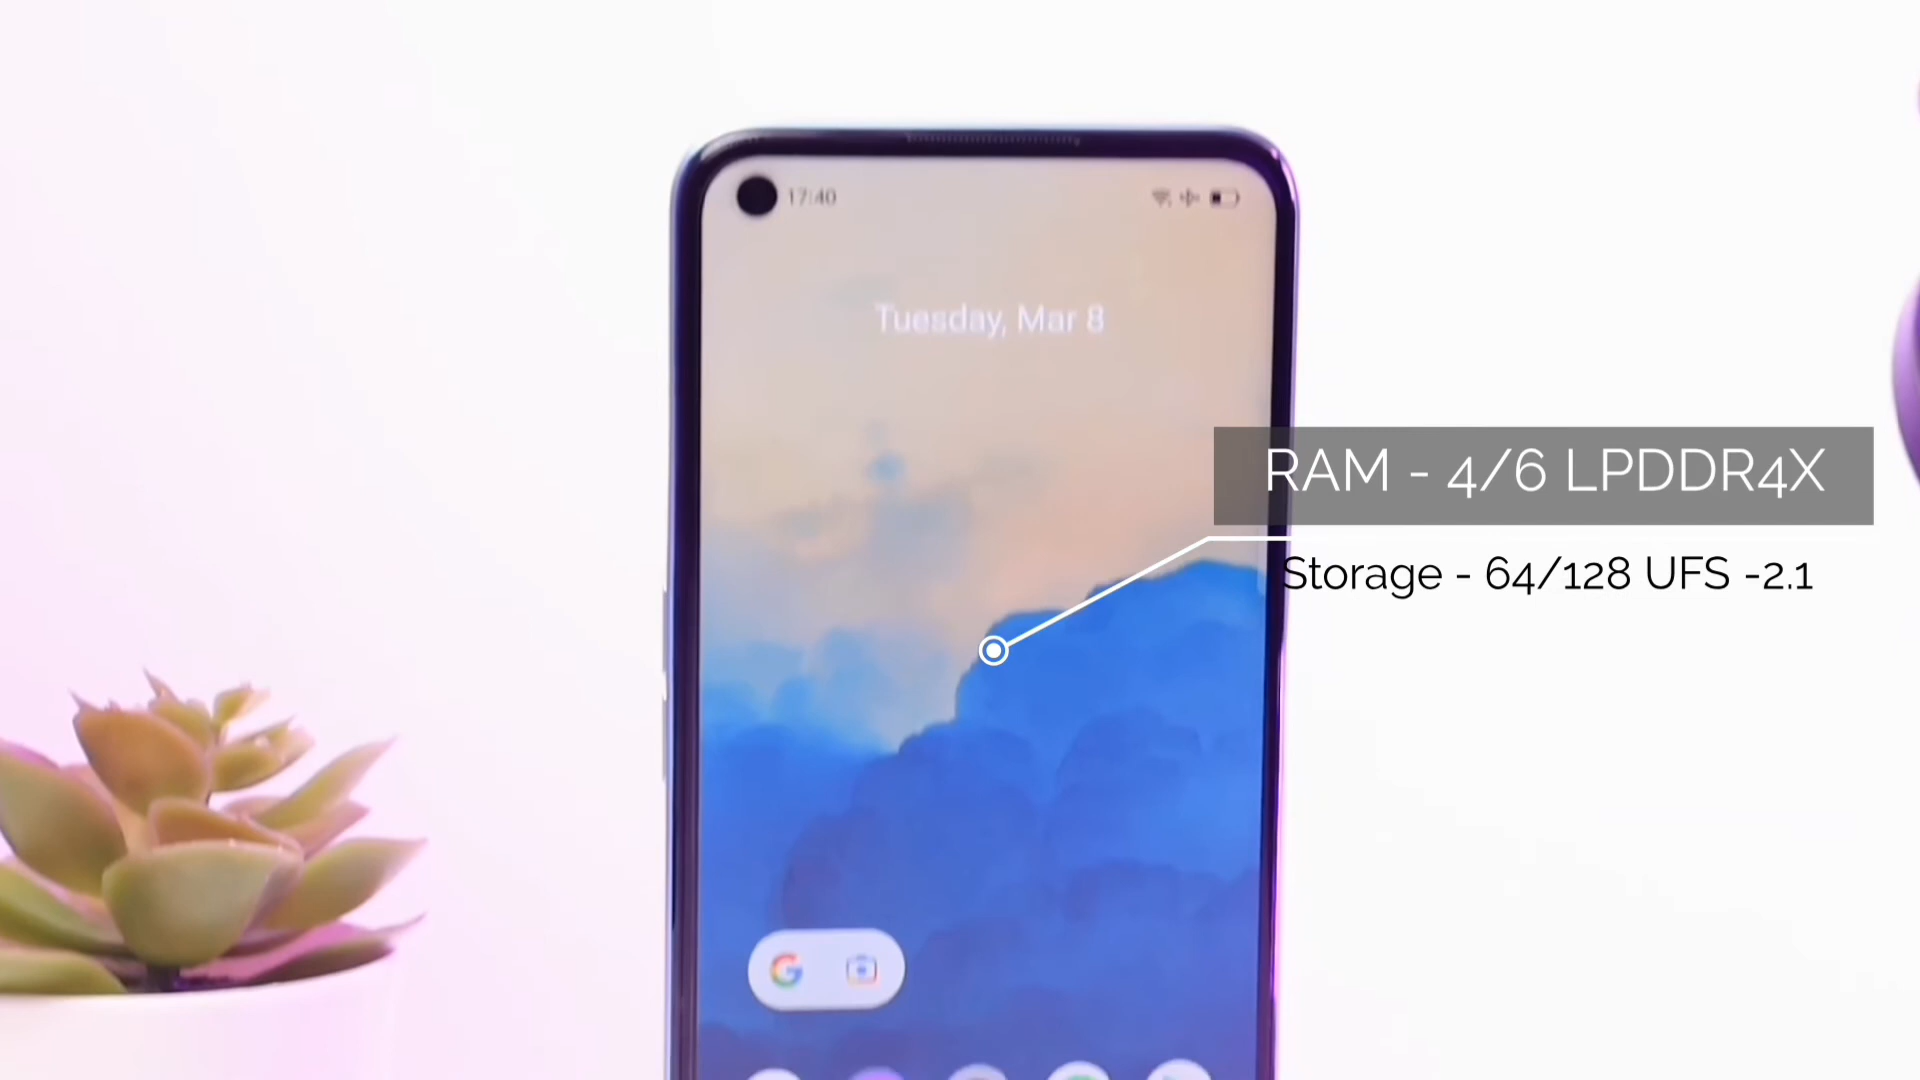 17:40
Tuesday, Mar 8
RAM - 4/6 LPDDR4X
Storage - 64/128 UFS -2.1
G